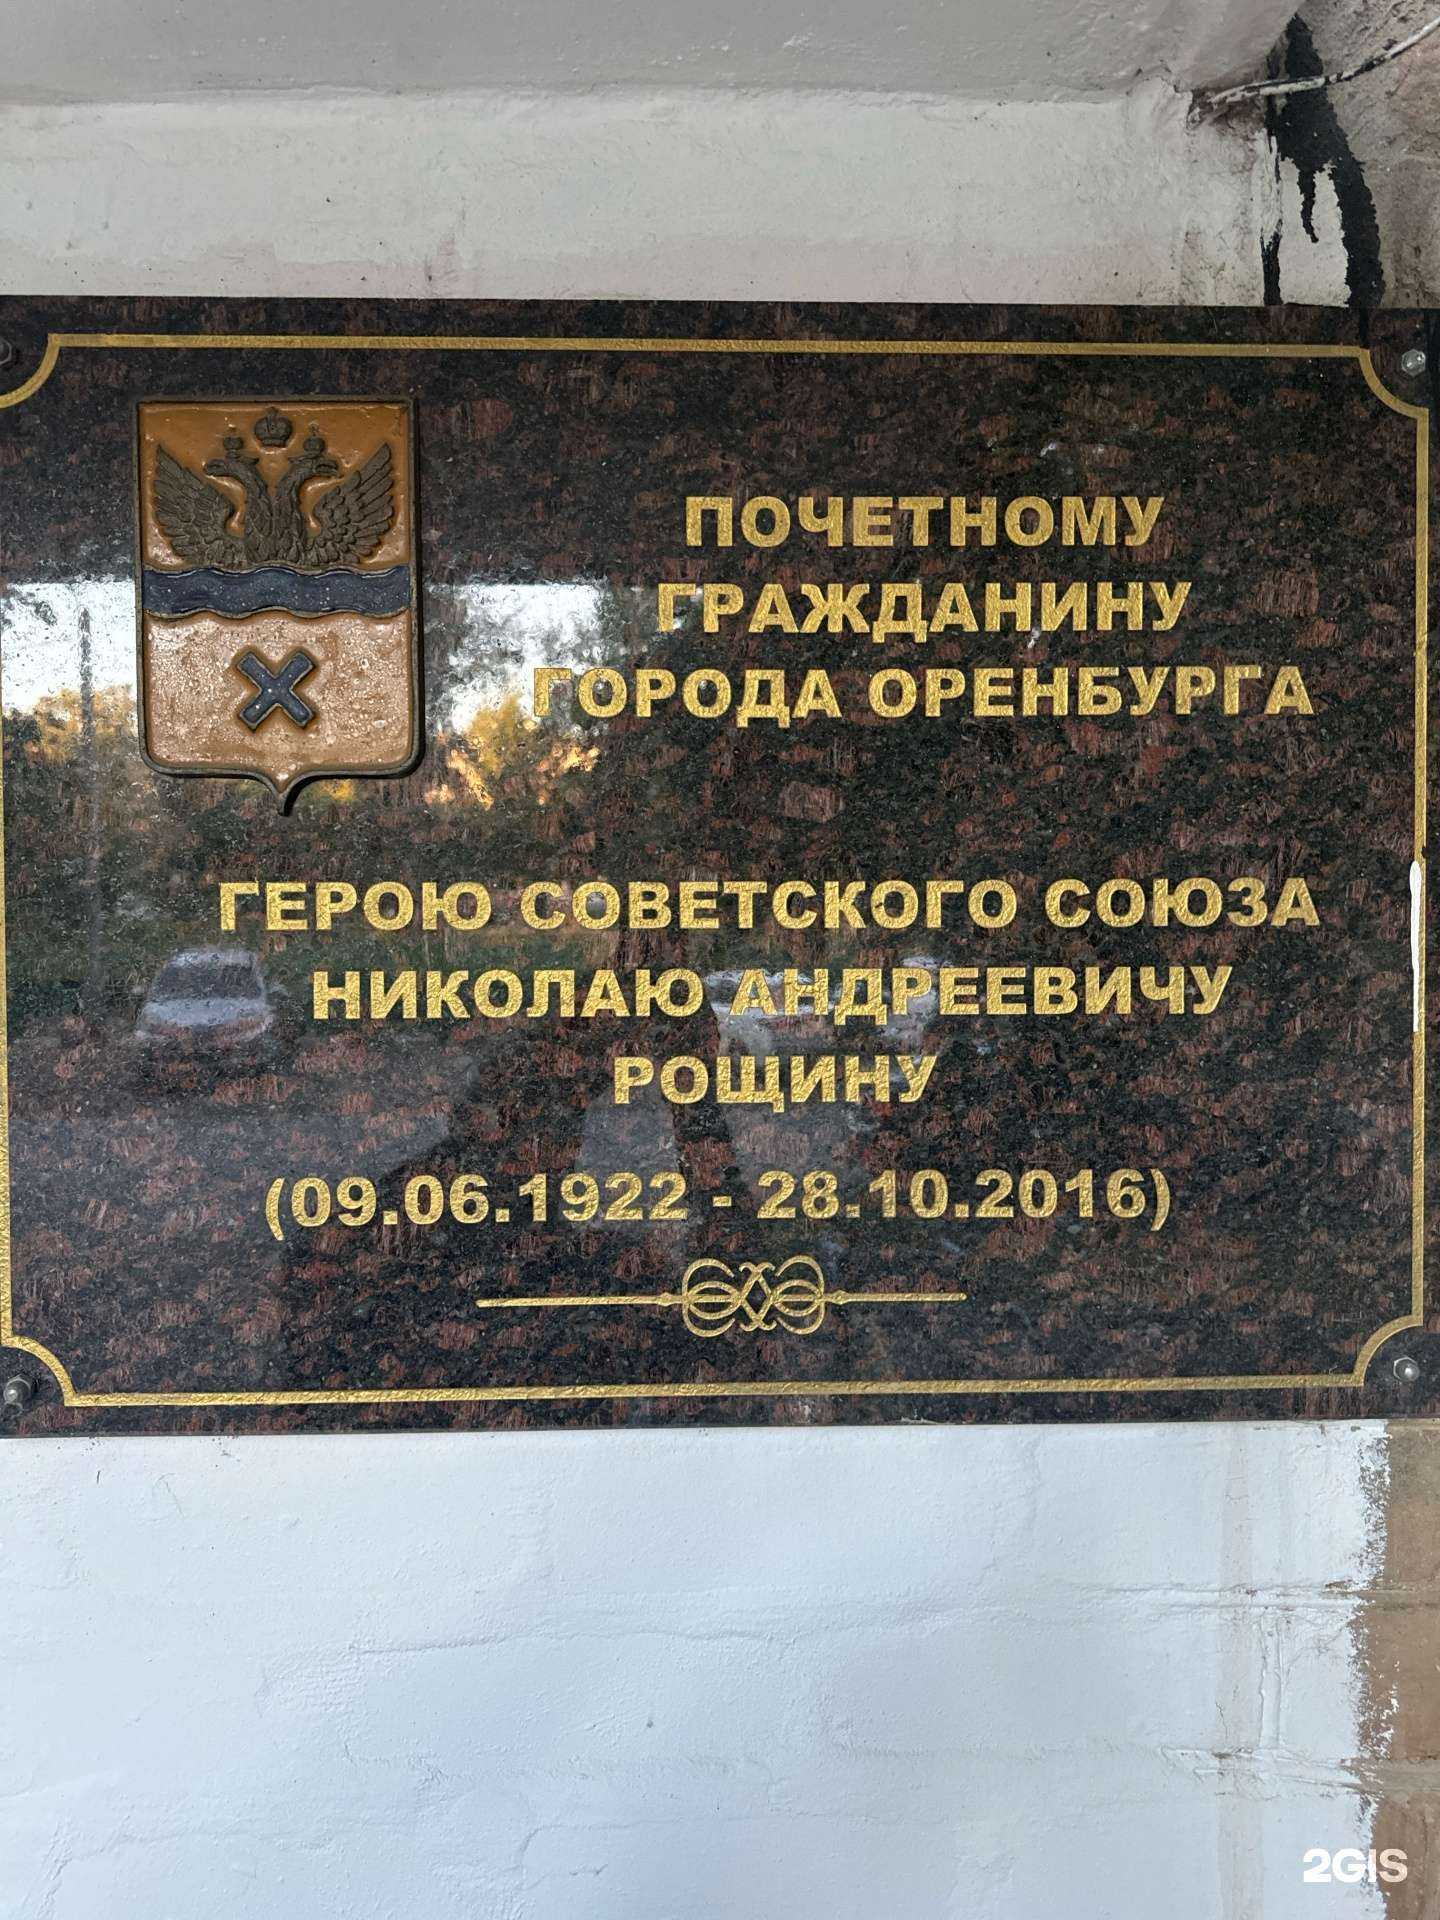 ПОЧЕТНОМУ
ГРАЖДАНИНУ
ГОРОДА ОРЕНБУРГА
ГЕРОЮ СОВЕТСКОГО СОЮЗА
НИКОЛАЮ АНДРЕЕВИЧУ
РОЩИНУ
(09.06.1922 - 28.10.2016)
2GIS